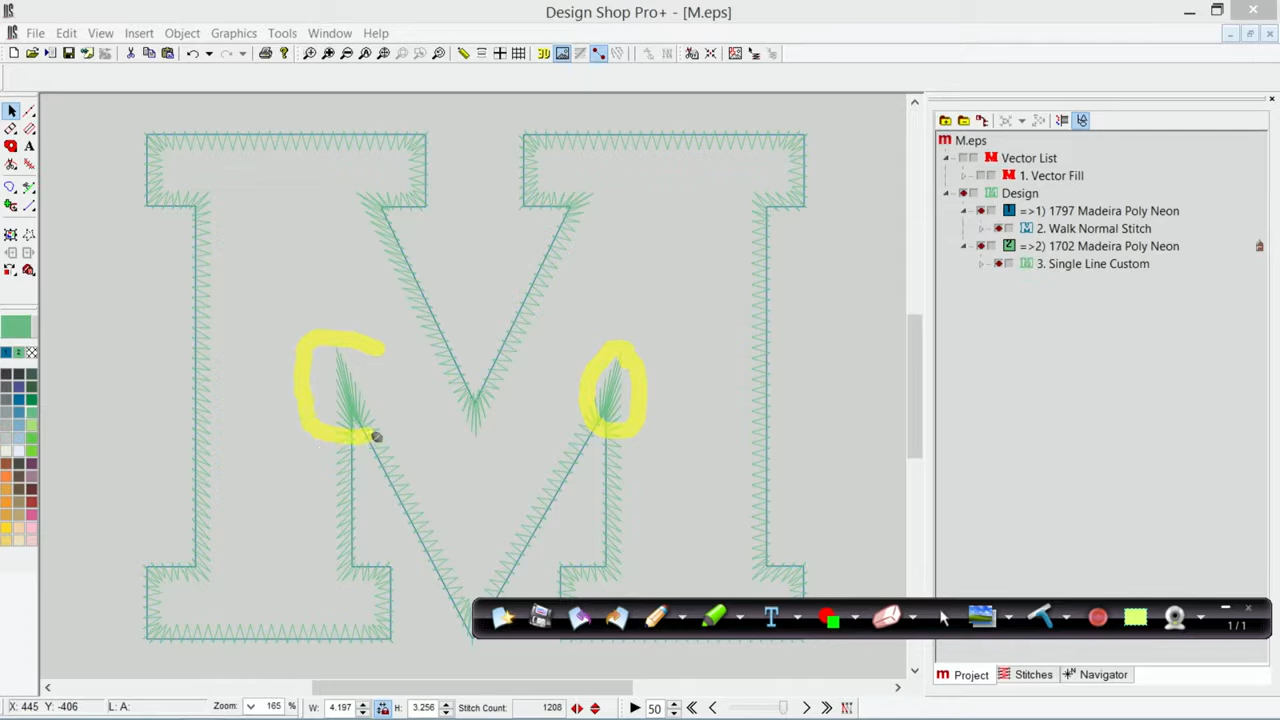 Design Shop Pro+ - [M.eps]
File Edit View Insert Object Graphics Tools Window Help
3D
M.eps
Vector List
1. Vector Fill
Design
=>1) 1797 Madeira Poly Neon
2. Walk Normal Stitch
=>2) 1702 Madeira Poly Neon
3. Single Line Custom
1 / 1
Project Stitches Navigator
X: 445 Y: -406 L: A: Zoom: 165 % W: 4.197 H: 3.256 Stitch Count: 1208 50